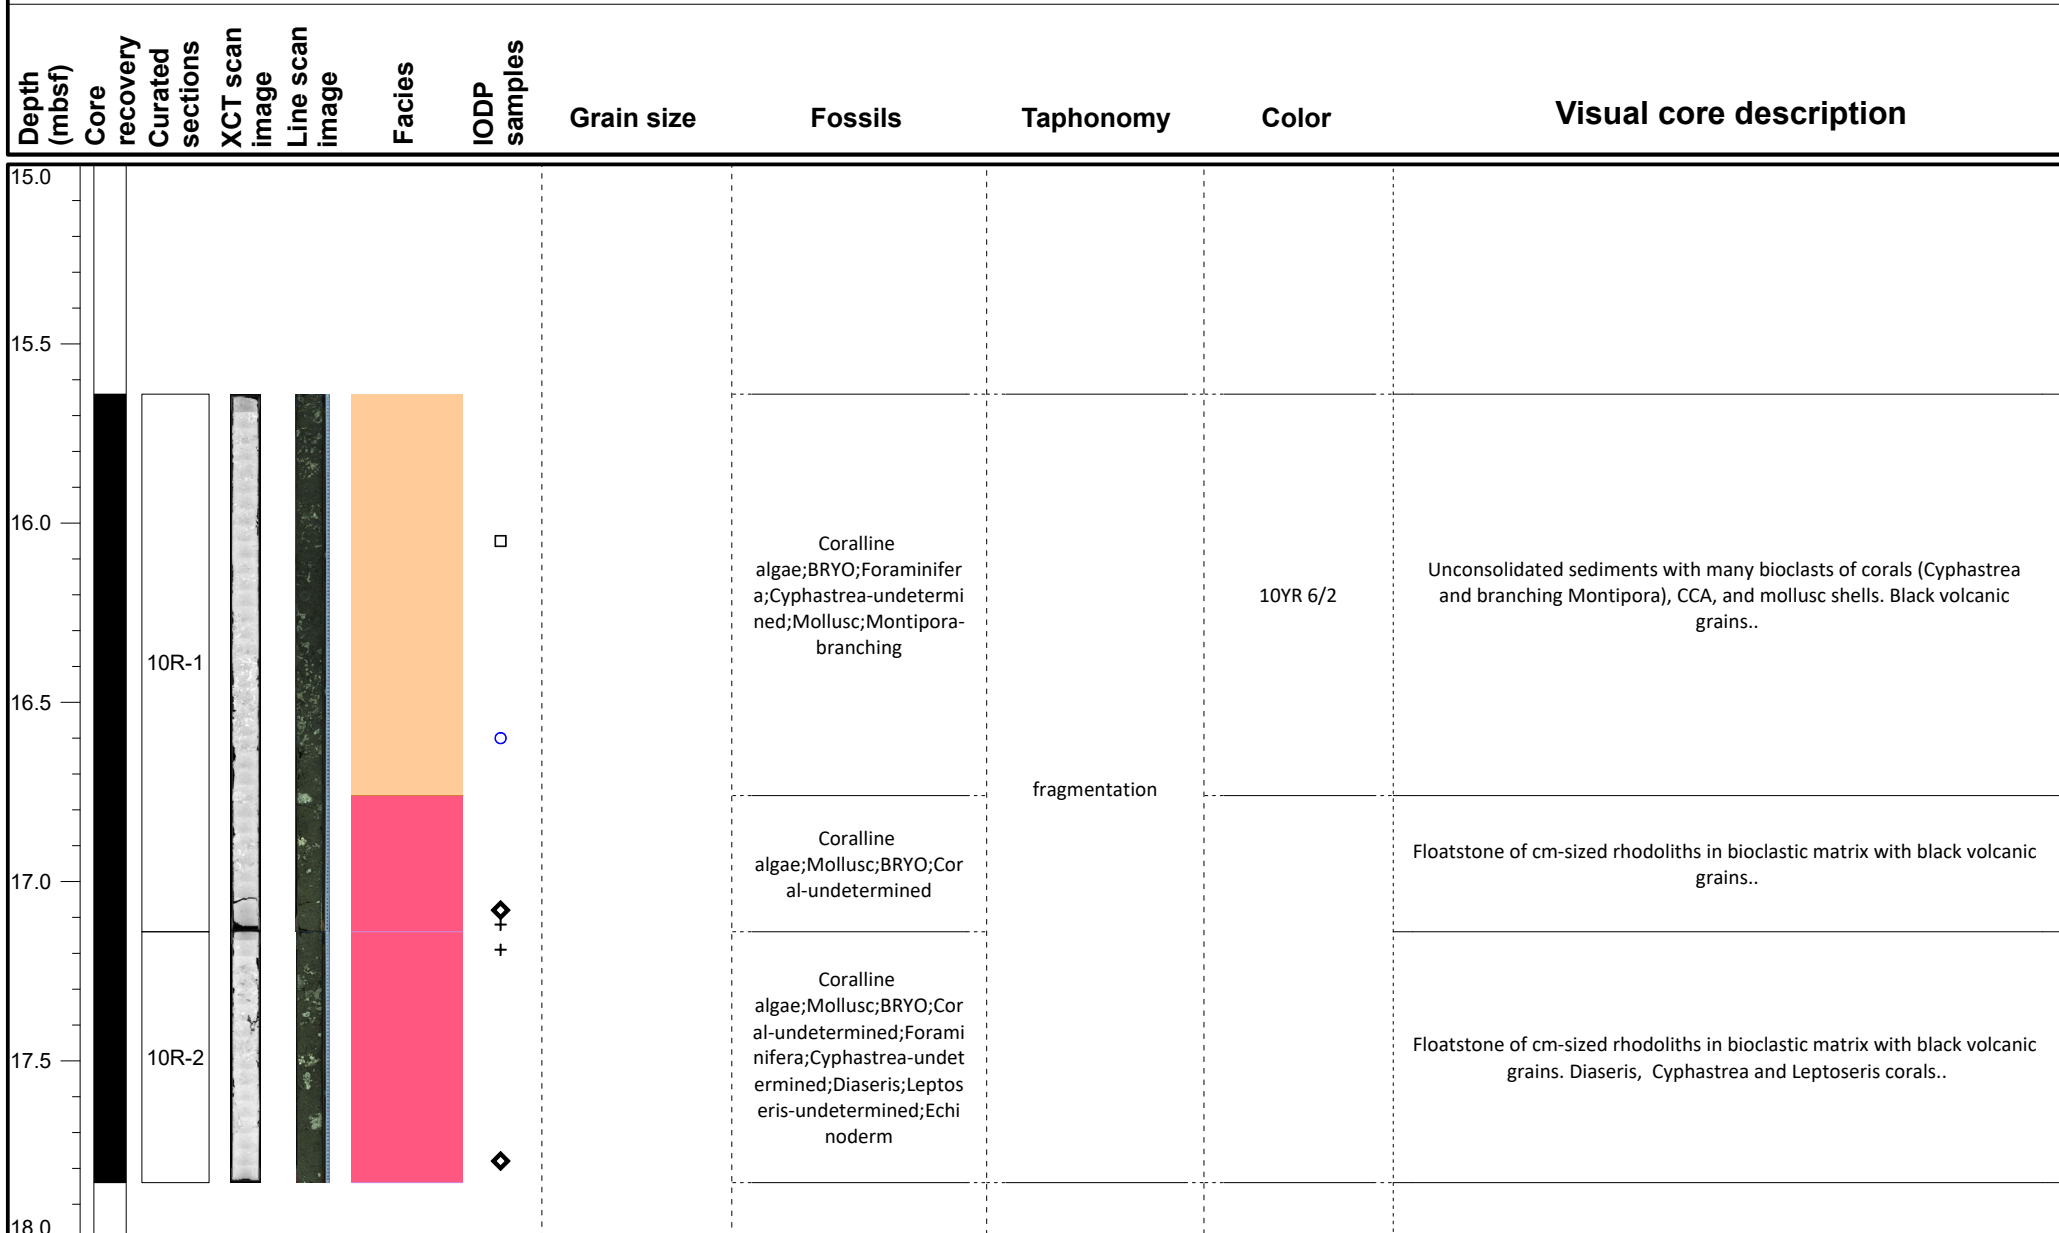 Depth
(mbsf)
Core
recovery
Curated
sections
XCT scan
image
Line scan
image
Facies
IODP
samples
Grain size
Fossils
Taphonomy
Color
Visual core description
15.0
15.5
16.0
16.5
17.0
17.5
18.0
10R-1
10R-2
Coralline
algae;BRYO;Foraminifer
a;Cyphastrea-undetermi
ned;Mollusc;Montipora-
branching
Coralline
algae;Mollusc;BRYO;Cor
al-undetermined
Coralline
algae;Mollusc;BRYO;Cor
al-undetermined;Forami
nifera;Cyphastrea-undet
ermined;Diaseris;Leptos
eris-undetermined;Echi
noderm
fragmentation
10YR 6/2
Unconsolidated sediments with many bioclasts of corals (Cyphastrea
and branching Montipora), CCA, and mollusc shells. Black volcanic
grains..
Floatstone of cm-sized rhodoliths in bioclastic matrix with black volcanic
grains..
Floatstone of cm-sized rhodoliths in bioclastic matrix with black volcanic
grains. Diaseris,  Cyphastrea and Leptoseris corals..